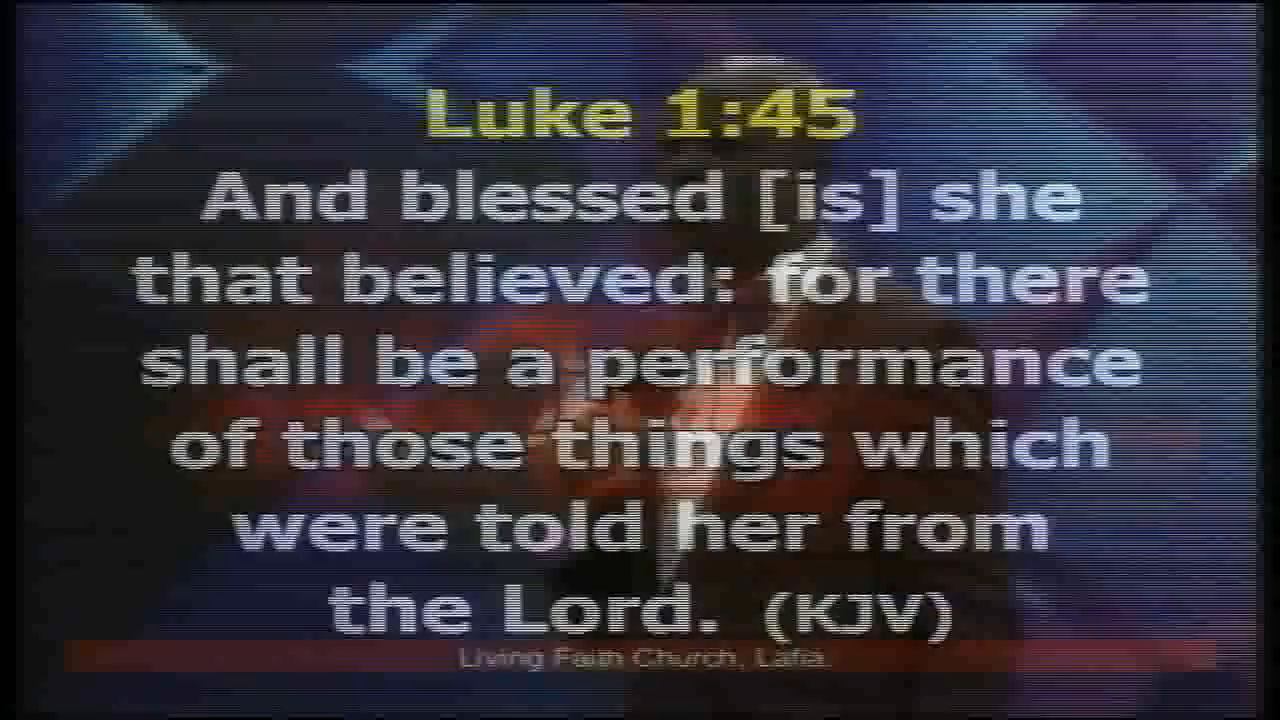 Luke 1:45
And blessed [is] she
that believed: for there
shall be a performance
of those things which
were told her from
the Lord. (KJV)
Living Faith Church, Lafia.